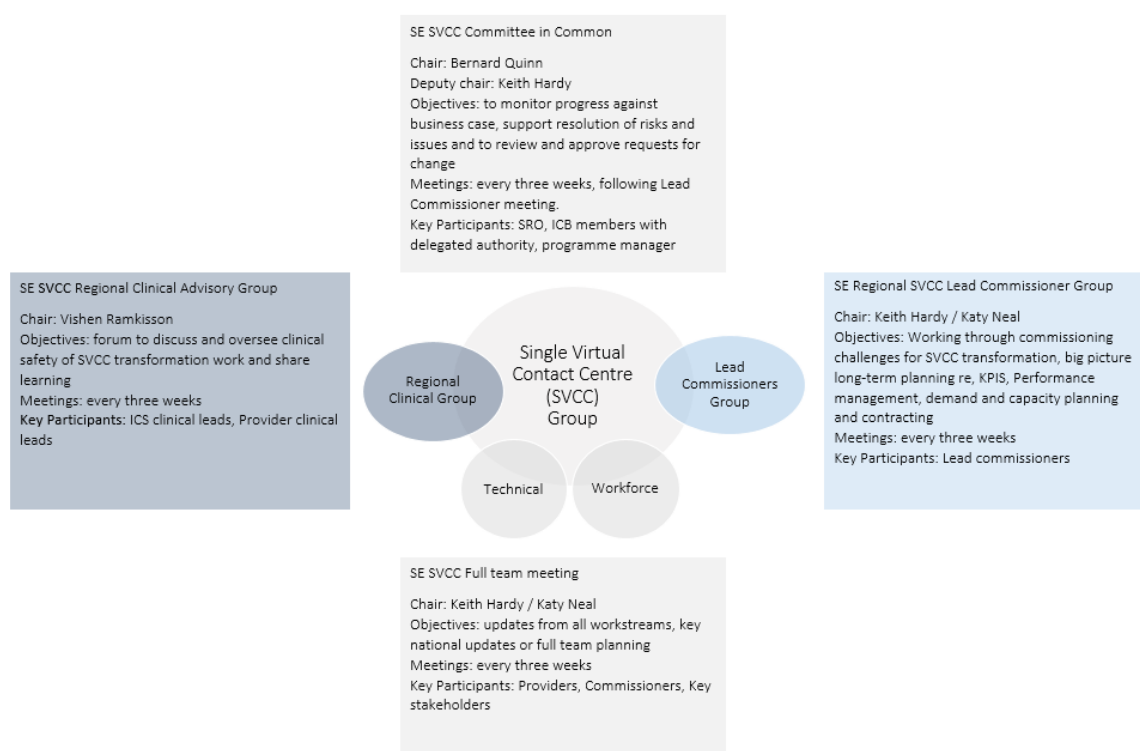 SE SVCC Committee in Common
Chair: Bernard Quinn
Deputy chair: Keith Hardy
Objectives: to monitor progress against
business case, support resolution of risks and
issues and to review and approve requests for
change
Meetings: every three weeks, following Lead
Commissioner meeting.
Key Participants: SRO, ICB members with
delegated authority, programme manager
SE SVCC Regional Clinical Advisory Group
Chair: Vishen Ramkisson
Objectives: forum to discuss and oversee clinical
safety of SVCC transformation work and share
learning
Meetings: every three weeks
Key Participants: ICS clinical leads, Provider clinical
leads
Regional
Clinical Group
Single Virtual
Contact Centre
(SVCC)
Group
Lead
Commissioners
Group
Technical
Workforce
SE Regional SVCC Lead Commissioner Group
Chair: Keith Hardy / Katy Neal
Objectives: Working through commissioning
challenges for SVCC transformation, big picture
long-term planning re, KPIS, Performance
management, demand and capacity planning
and contracting
Meetings: every three weeks
Key Participants: Lead commissioners
SE SVCC Full team meeting
Chair: Keith Hardy / Katy Neal
Objectives: updates from all workstreams, key
national updates or full team planning
Meetings: every three weeks
Key Participants: Providers, Commissioners, Key
stakeholders